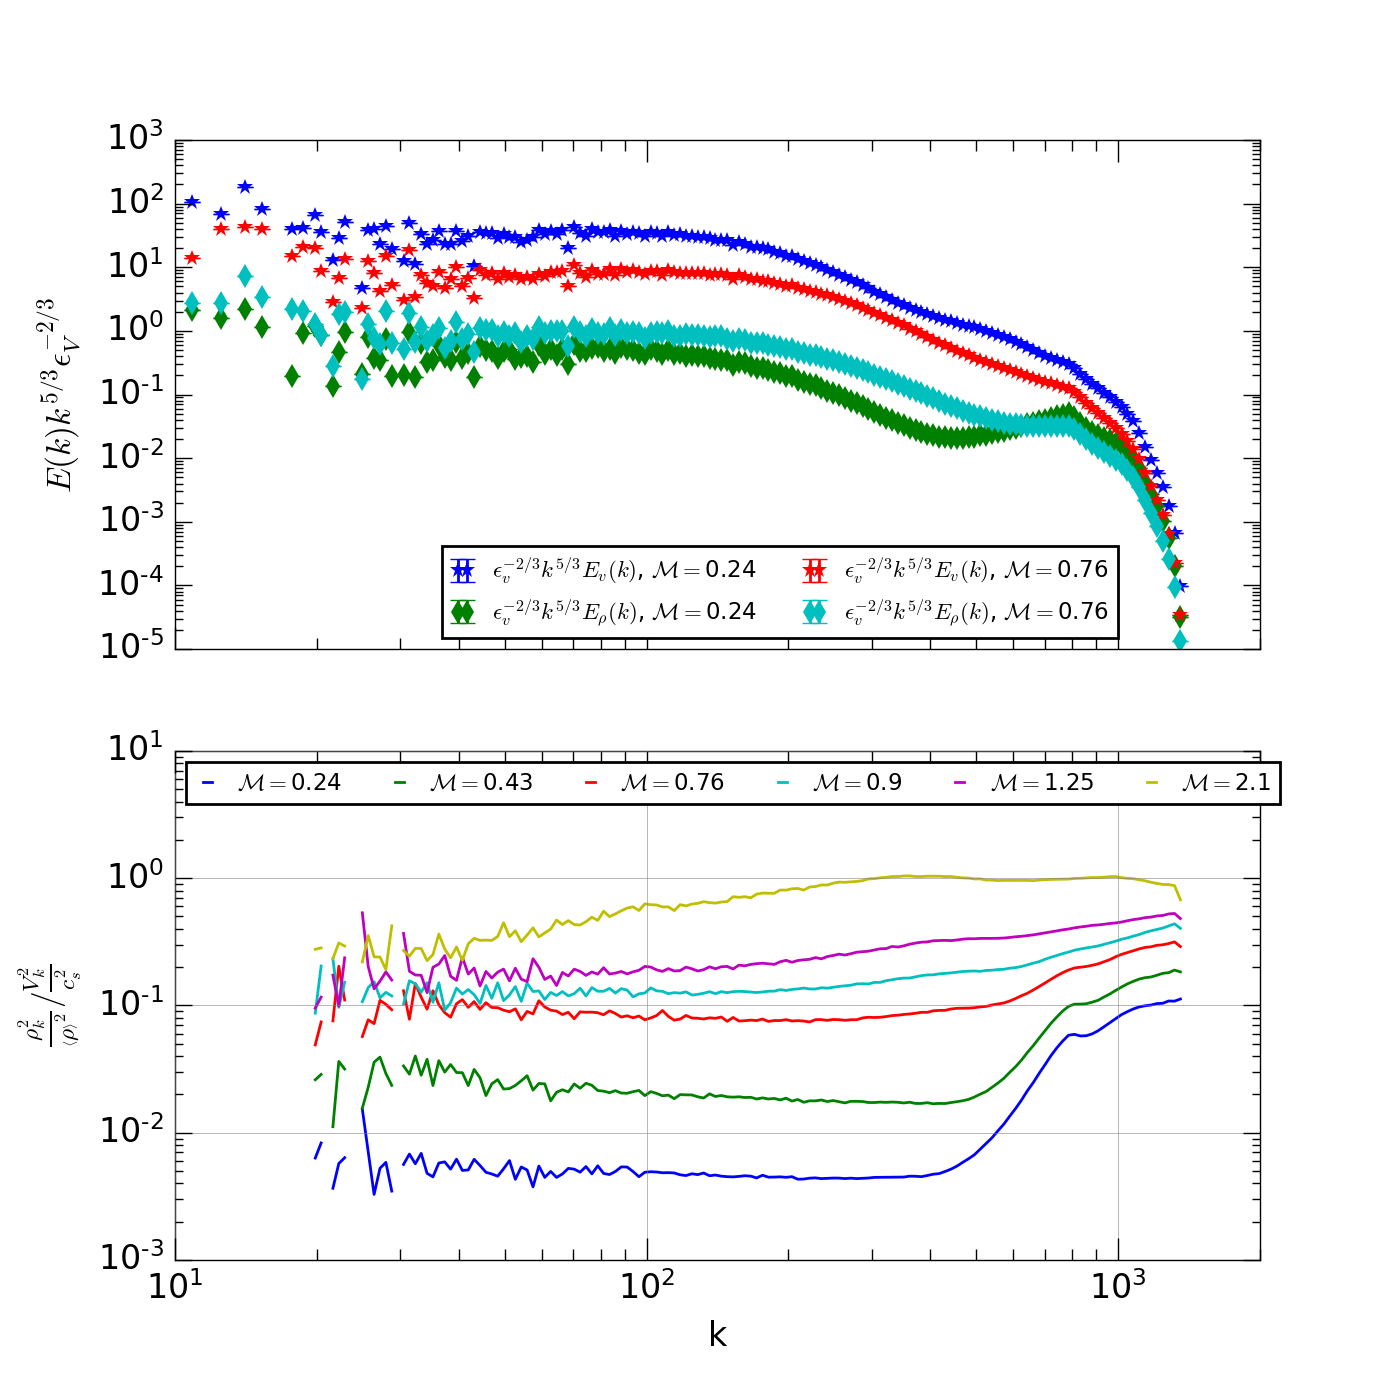 10^3
10^2
10^1
10^0
10^-1
10^-2
10^-3
10^-4
10^-5
E(k)k^{5/3}ϵ_V^{-2/3}
ϵ_v^{-2/3}k^{5/3}E_v(k), ℳ=0.24
ϵ_v^{-2/3}k^{5/3}E_v(k), ℳ=0.76
ϵ_v^{-2/3}k^{5/3}E_ρ(k), ℳ=0.24
ϵ_v^{-2/3}k^{5/3}E_ρ(k), ℳ=0.76
10^1
10^0
10^-1
10^-2
10^-3
ρ_k^2/⟨ρ⟩^2 / V_k^2/c_s^2
ℳ=0.24 ℳ=0.43 ℳ=0.76 ℳ=0.9 ℳ=1.25 ℳ=2.1
10^1 10^2 10^3
k